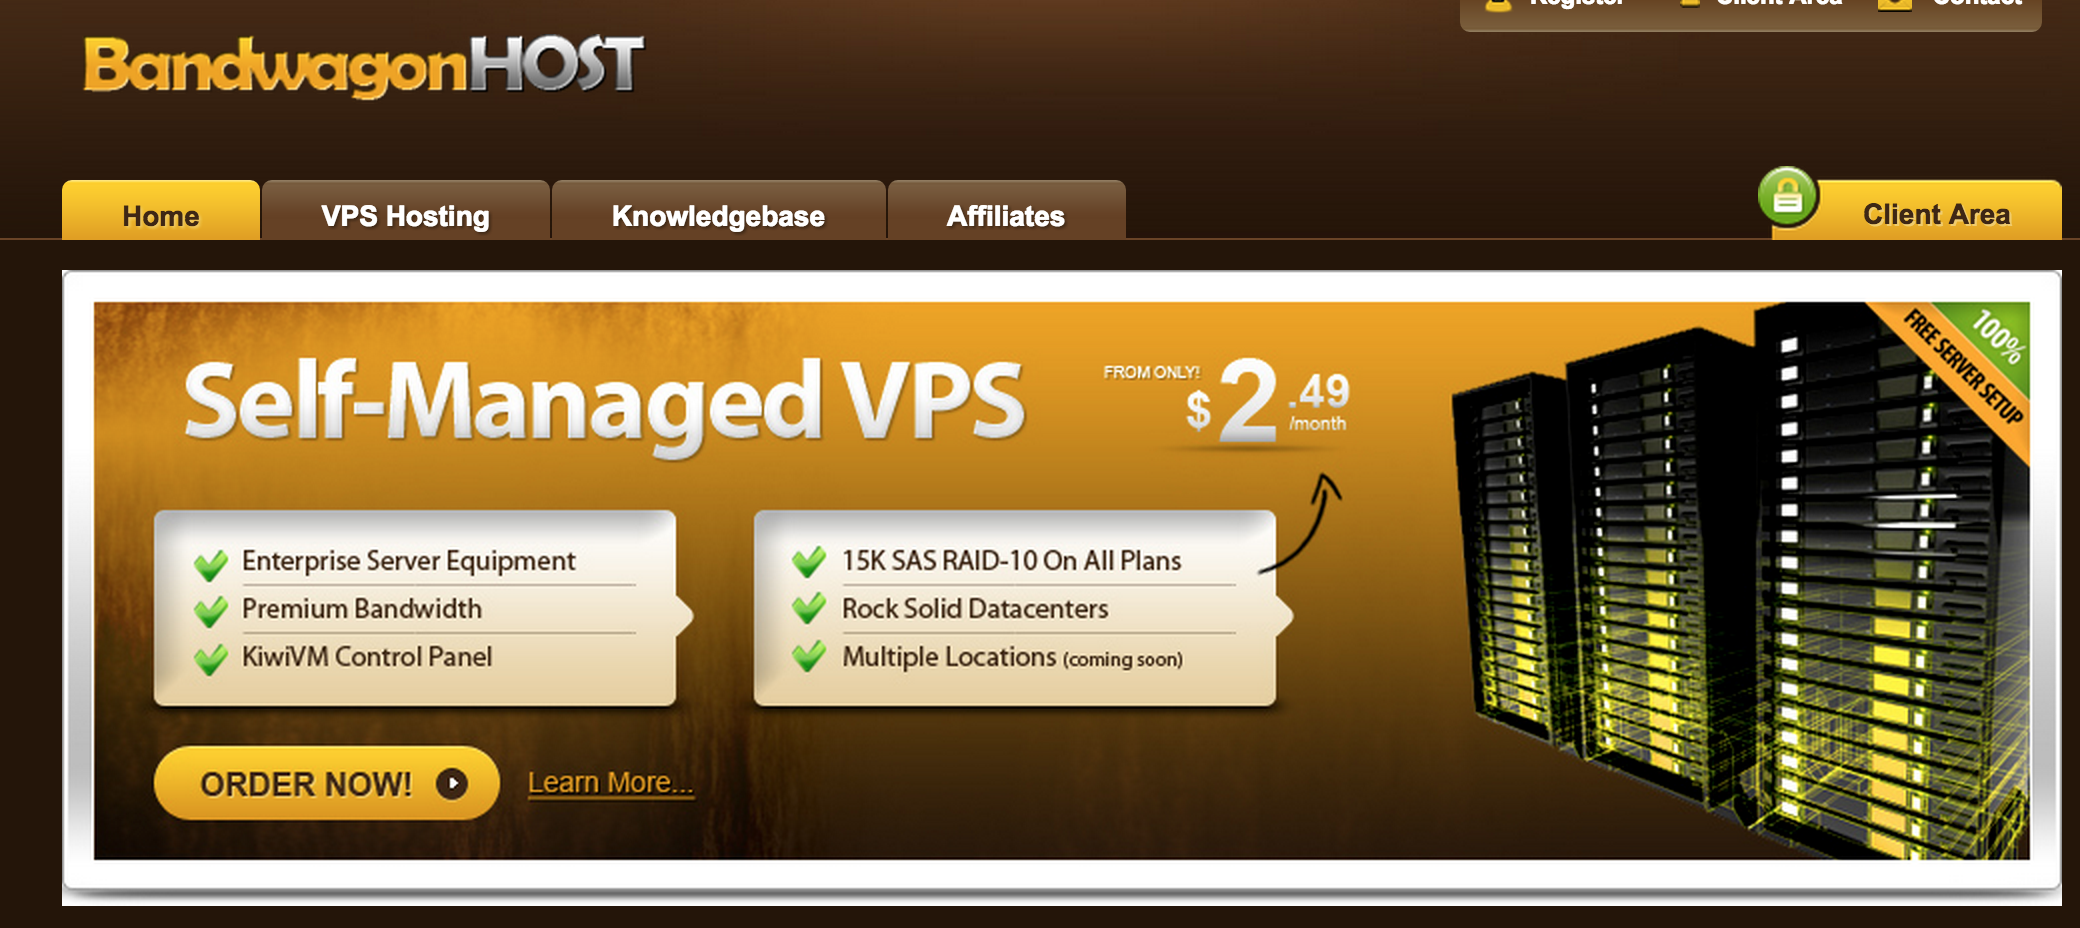 Register Client Area Contact
BandwagonHOST
Home VPS Hosting Knowledgebase Affiliates Client Area
Self-Managed VPS
FROM ONLY!
$2.49
/month
100%
FREE SERVER SETUP
Enterprise Server Equipment
Premium Bandwidth
KiwiVM Control Panel
15K SAS RAID-10 On All Plans
Rock Solid Datacenters
Multiple Locations (coming soon)
ORDER NOW! Learn More...